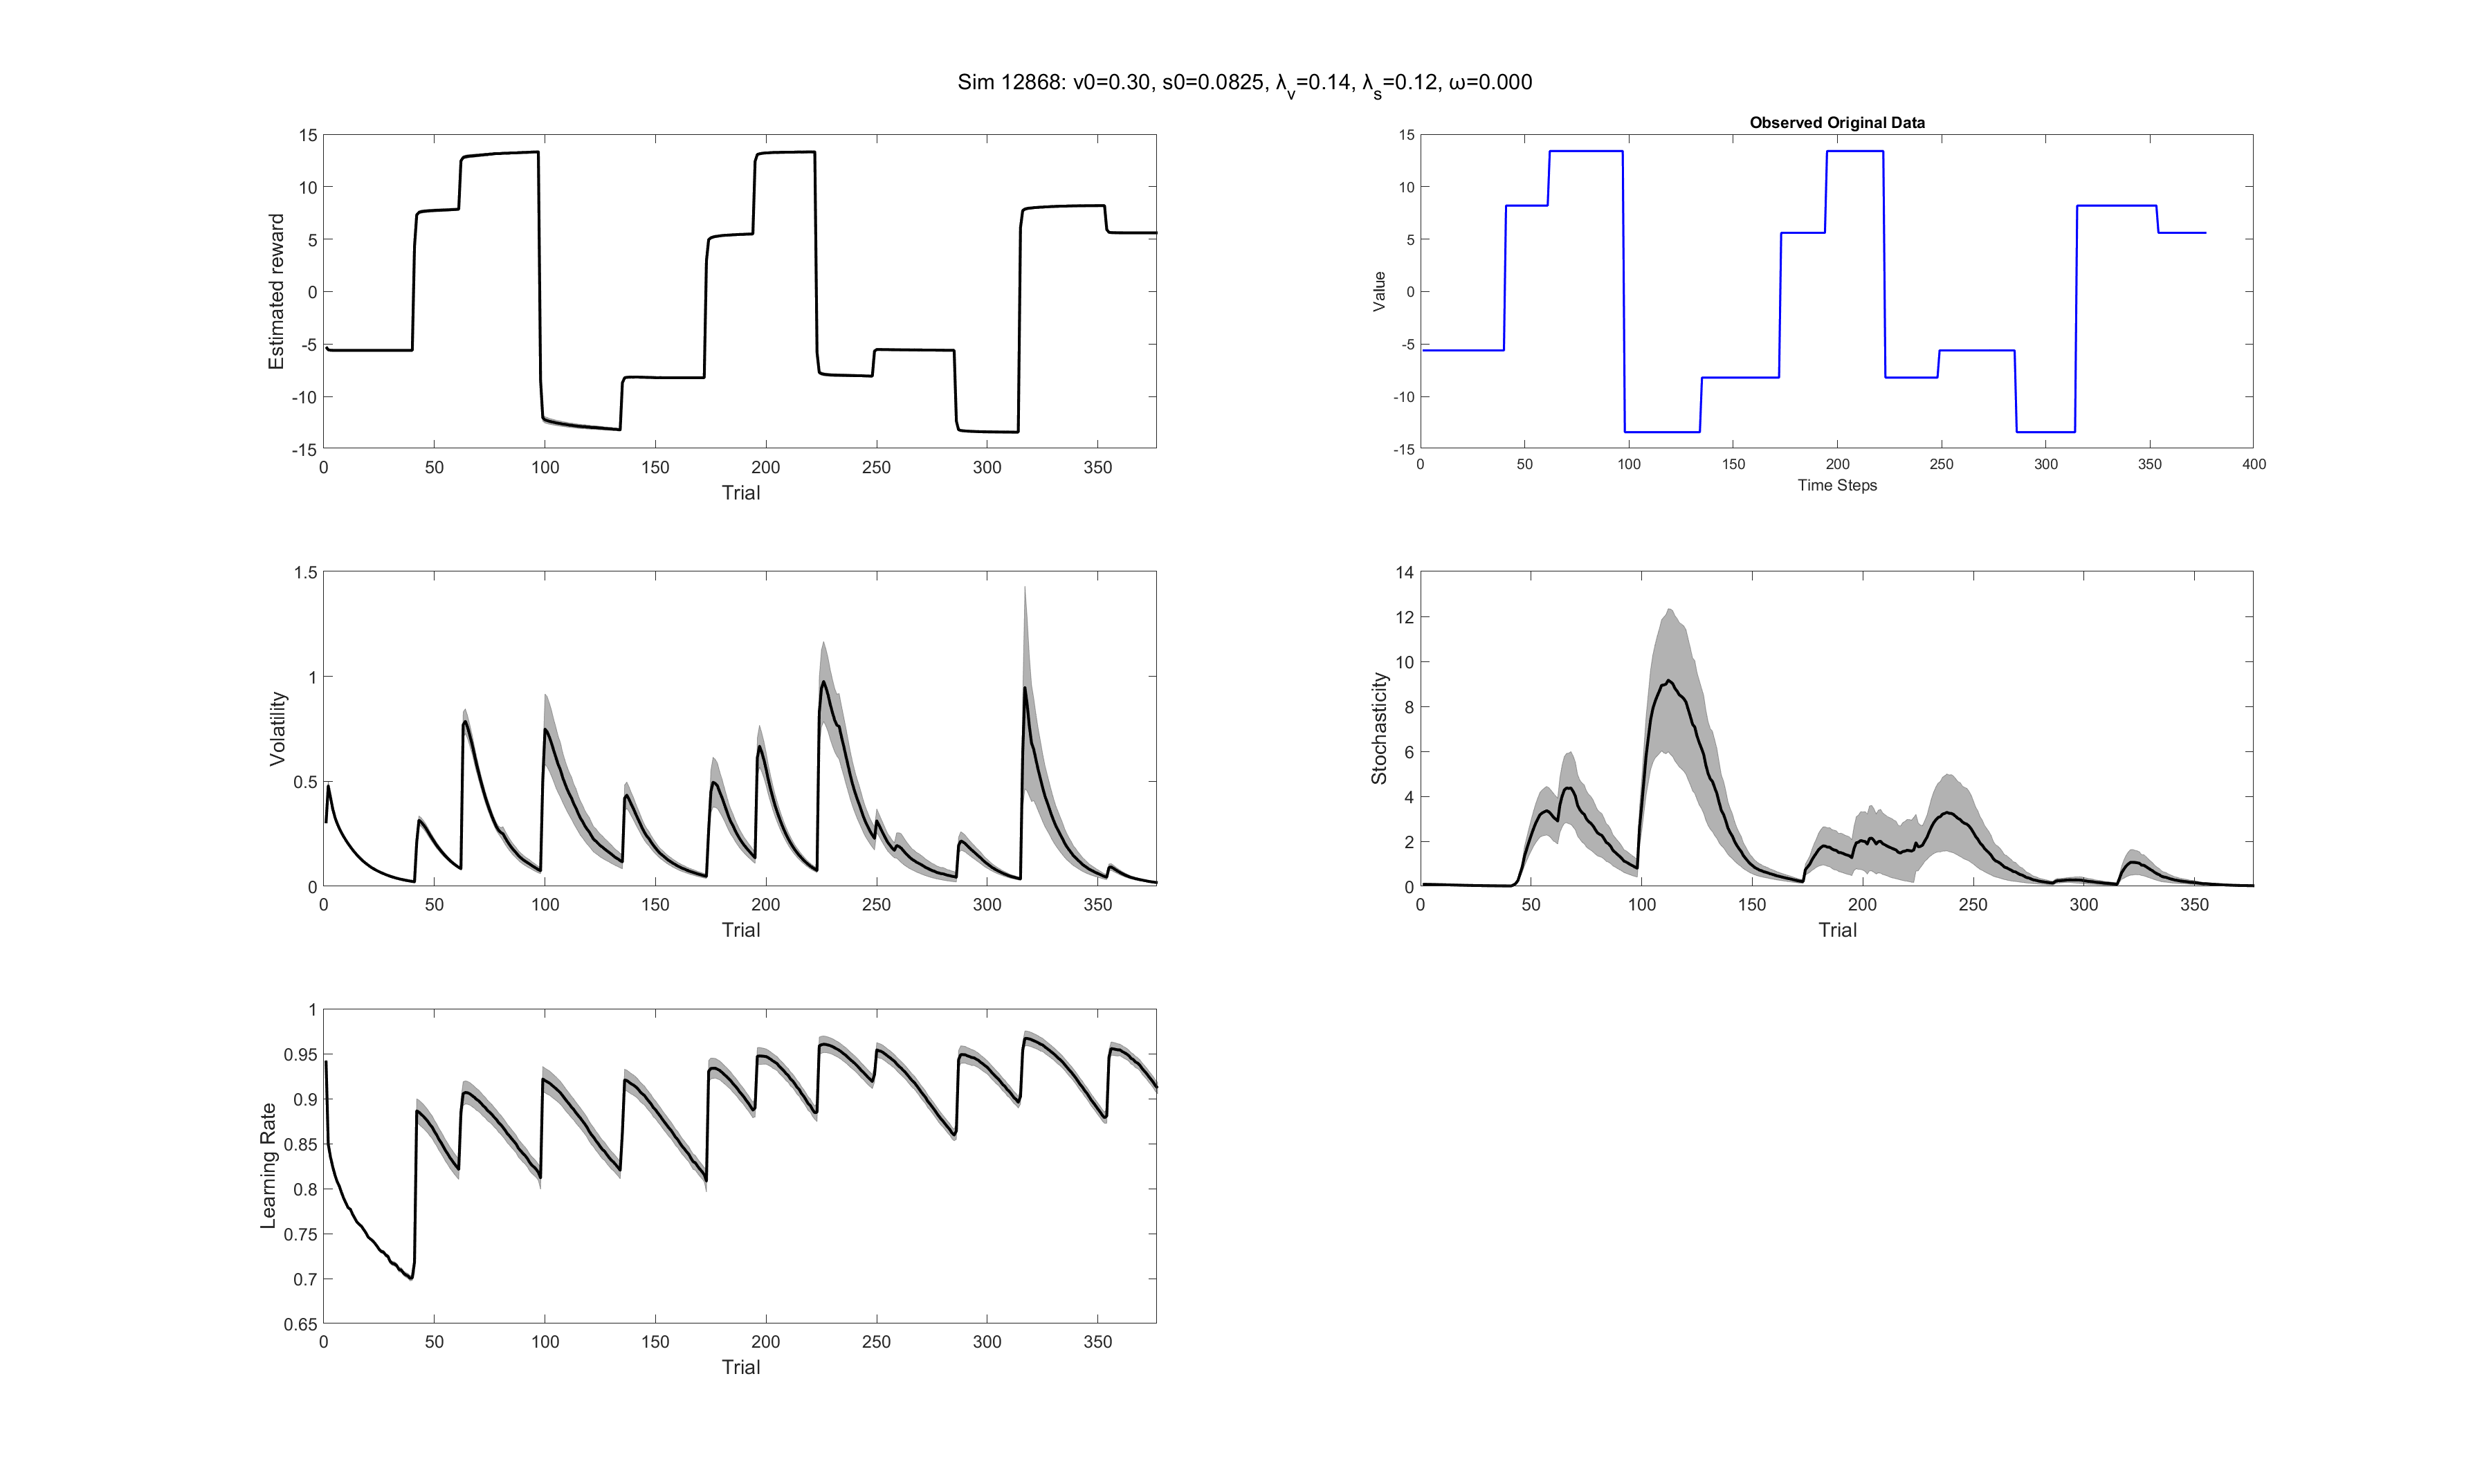 Sim 12868: v0=0.30, s0=0.0825, λv=0.14, λs=0.12, ω=0.000
15
10
5
0
-5
-10
-15
Estimated reward
0 50 100 150 200 250 300 350
Trial
Observed Original Data
15
10
5
0
-5
-10
-15
Value
0 50 100 150 200 250 300 350 400
Time Steps
1.5
1
0.5
0
Volatility
0 50 100 150 200 250 300 350
Trial
14
12
10
8
6
4
2
0
Stochasticity
0 50 100 150 200 250 300 350
Trial
1
0.95
0.9
0.85
0.8
0.75
0.7
0.65
Learning Rate
0 50 100 150 200 250 300 350
Trial